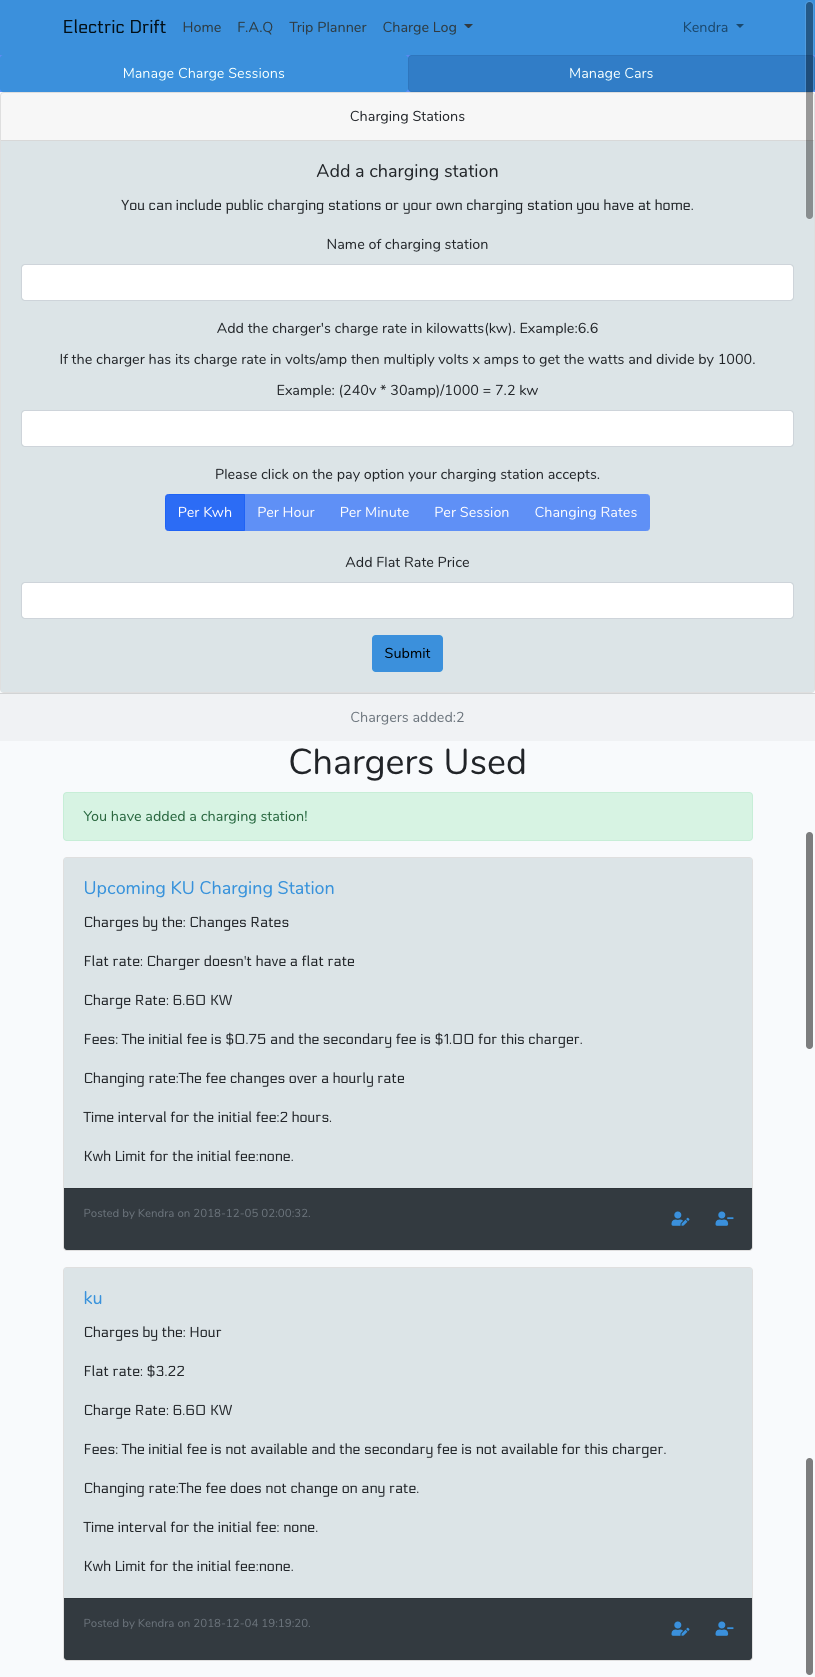 Electric Drift Home F.A.Q Trip Planner Charge Log Kendra
Manage Charge Sessions Manage Cars
Charging Stations
Add a charging station
You can include public charging stations or your own charging station you have at home.
Name of charging station
Add the charger's charge rate in kilowatts(kw). Example:6.6
If the charger has its charge rate in volts/amp then multiply volts x amps to get the watts and divide by 1000.
Example: (240v * 30amp)/1000 = 7.2 kw
Please click on the pay option your charging station accepts.
Per Kwh Per Hour Per Minute Per Session Changing Rates
Add Flat Rate Price
Submit
Chargers added:2
Chargers Used
You have added a charging station!
Upcoming KU Charging Station
Charges by the: Changes Rates
Flat rate: Charger doesn't have a flat rate
Charge Rate: 6.60 KW
Fees: The initial fee is $0.75 and the secondary fee is $1.00 for this charger.
Changing rate:The fee changes over a hourly rate
Time interval for the initial fee:2 hours.
Kwh Limit for the initial fee:none.
Posted by Kendra on 2018-12-05 02:00:32.
ku
Charges by the: Hour
Flat rate: $3.22
Charge Rate: 6.60 KW
Fees: The initial fee is not available and the secondary fee is not available for this charger.
Changing rate:The fee does not change on any rate.
Time interval for the initial fee: none.
Kwh Limit for the initial fee:none.
Posted by Kendra on 2018-12-04 19:19:20.